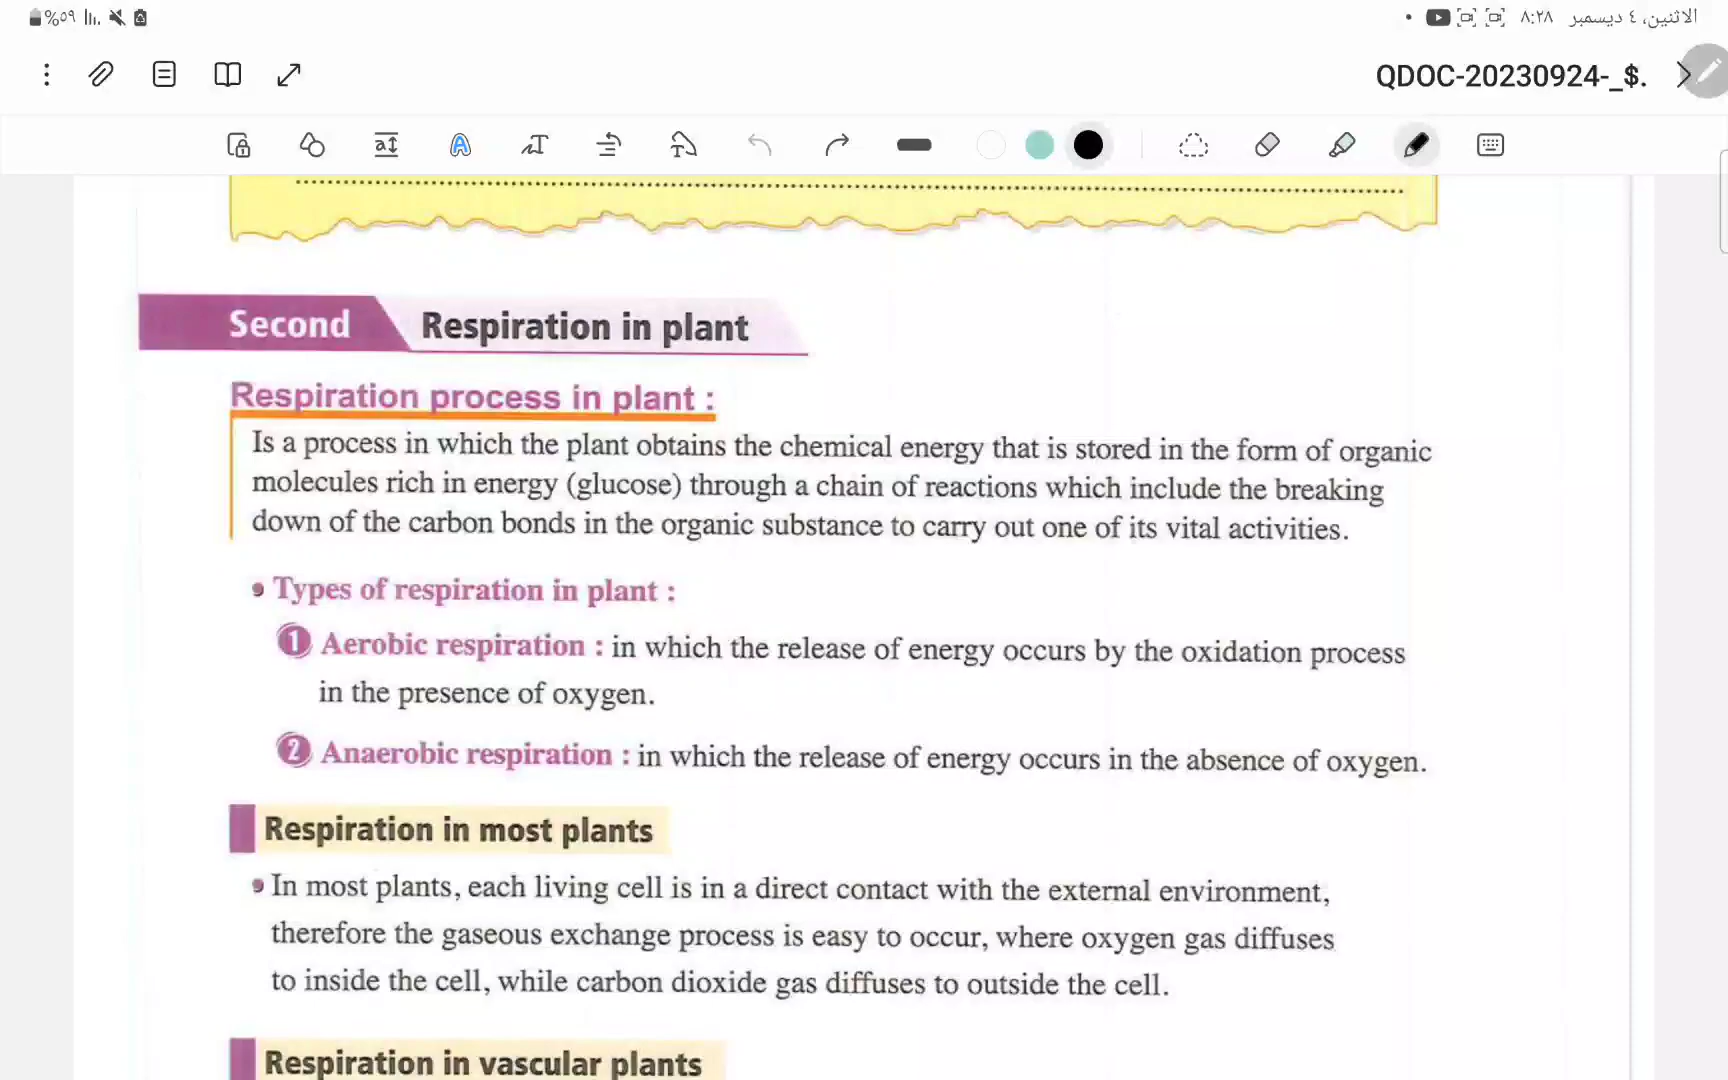 %٥٩
الاثنين، ٤ ديسمبر ٨:٢٨
QDOC-20230924-_$.
Second Respiration in plant
Respiration process in plant :
Is a process in which the plant obtains the chemical energy that is stored in the form of organic
molecules rich in energy (glucose) through a chain of reactions which include the breaking
down of the carbon bonds in the organic substance to carry out one of its vital activities.
• Types of respiration in plant :
1 Aerobic respiration : in which the release of energy occurs by the oxidation process
in the presence of oxygen.
2 Anaerobic respiration : in which the release of energy occurs in the absence of oxygen.
Respiration in most plants
• In most plants, each living cell is in a direct contact with the external environment,
therefore the gaseous exchange process is easy to occur, where oxygen gas diffuses
to inside the cell, while carbon dioxide gas diffuses to outside the cell.
Respiration in vascular plants